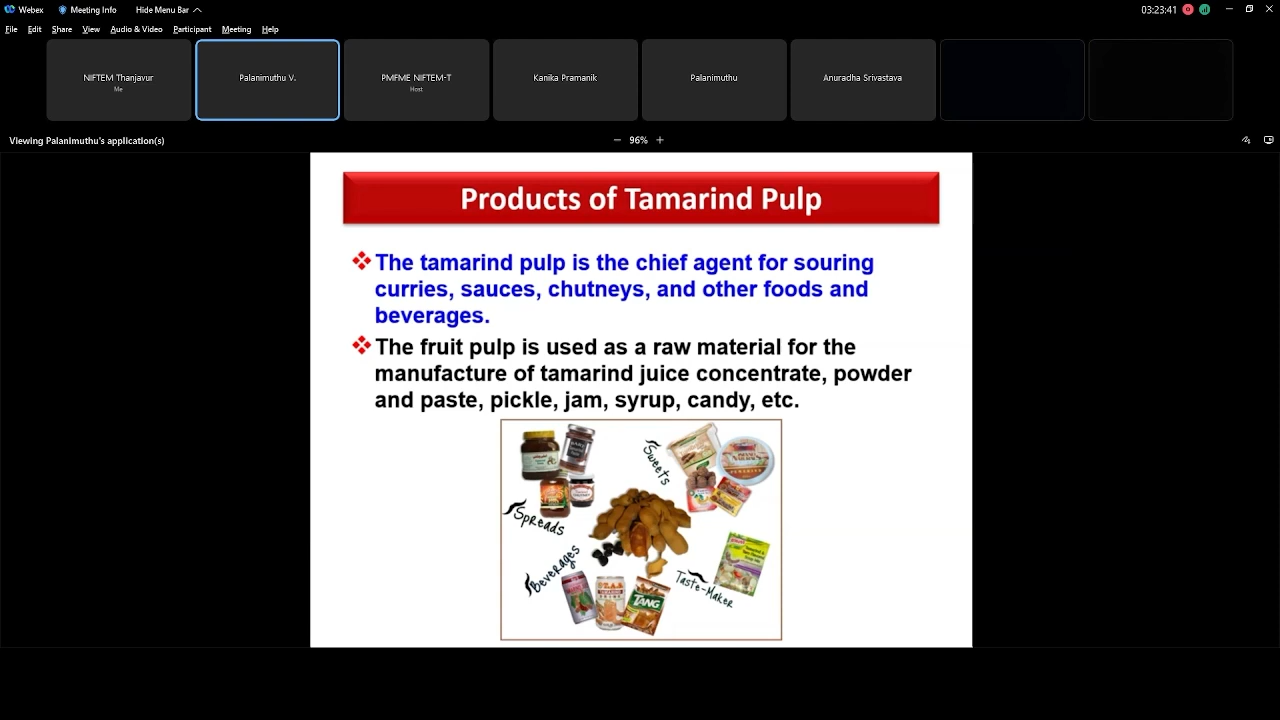 Webex
Meeting Info
Hide Menu Bar
03:23:41
File Edit Share View Audio & Video Participant Meeting Help
NIFTEM Thanjavur
Me
Palanimuthu V.
PMFME NIFTEM-T
Host
Kanika Pramanik
Palanimuthu
Anuradha Srivastava
Viewing Palanimuthu's application(s)
96%
Products of Tamarind Pulp
The tamarind pulp is the chief agent for souring
curries, sauces, chutneys, and other foods and
beverages.
The fruit pulp is used as a raw material for the
manufacture of tamarind juice concentrate, powder
and paste, pickle, jam, syrup, candy, etc.
Sweets
Spreads
Beverages
Taste-Maker
TANG